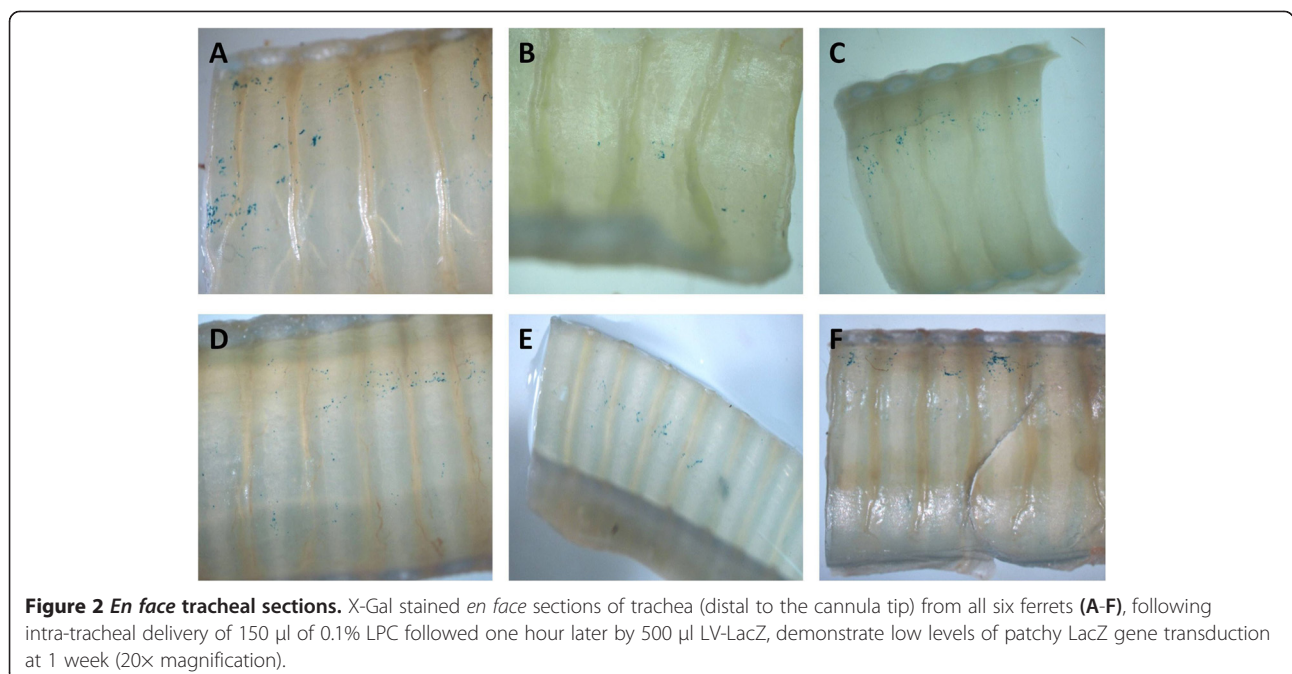 A
B
C
D
E
F
Figure 2 En face tracheal sections. X-Gal stained en face sections of trachea (distal to the cannula tip) from all six ferrets (A-F), following
intra-tracheal delivery of 150 μl of 0.1% LPC followed one hour later by 500 μl LV-LacZ, demonstrate low levels of patchy LacZ gene transduction
at 1 week (20× magnification).